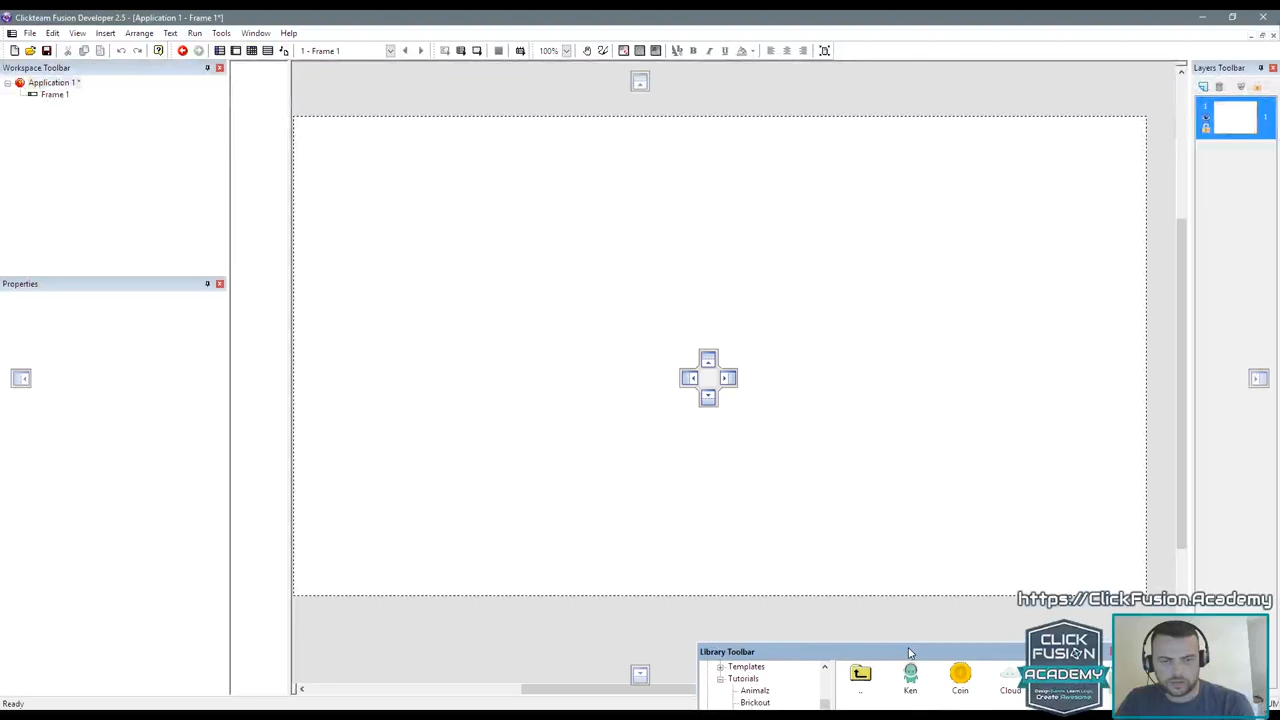 Clickteam Fusion Developer 2.5 - [Application 1 - Frame 1*]
File Edit View Insert Arrange Text Run Tools Window Help
1 - Frame 1 100% B I U
Workspace Toolbar
Layers Toolbar
Application 1 *
Frame 1
1
1
Properties
https://ClickFusion.Academy
CLICK
FUSION
ACADEMY
Library Toolbar
Templates
Tutorials
Animalz
Brickout
.. Ken Coin Cloud
Ready